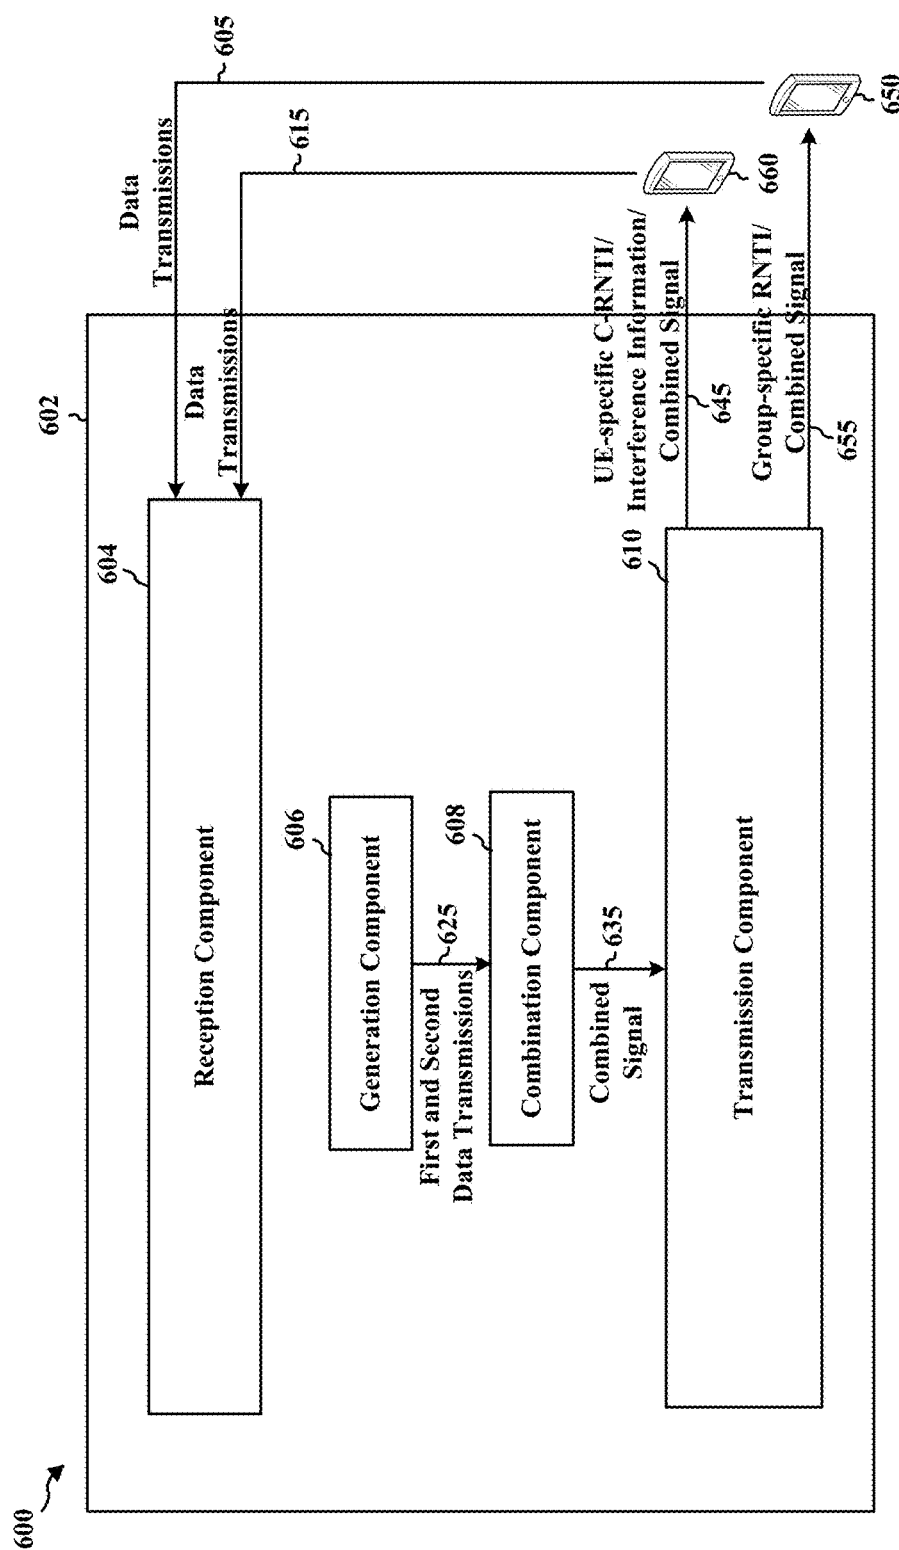 600
602
604
Reception Component
Data
Transmissions
605
Data
Transmissions
615
606
Generation Component
First and Second
Data Transmissions
625
608
Combination Component
Combined
Signal
635
610
Transmission Component
UE-specific C-RNTI/
Interference Information/
Combined Signal
645
660
Group-specific RNTI/
Combined Signal
655
650